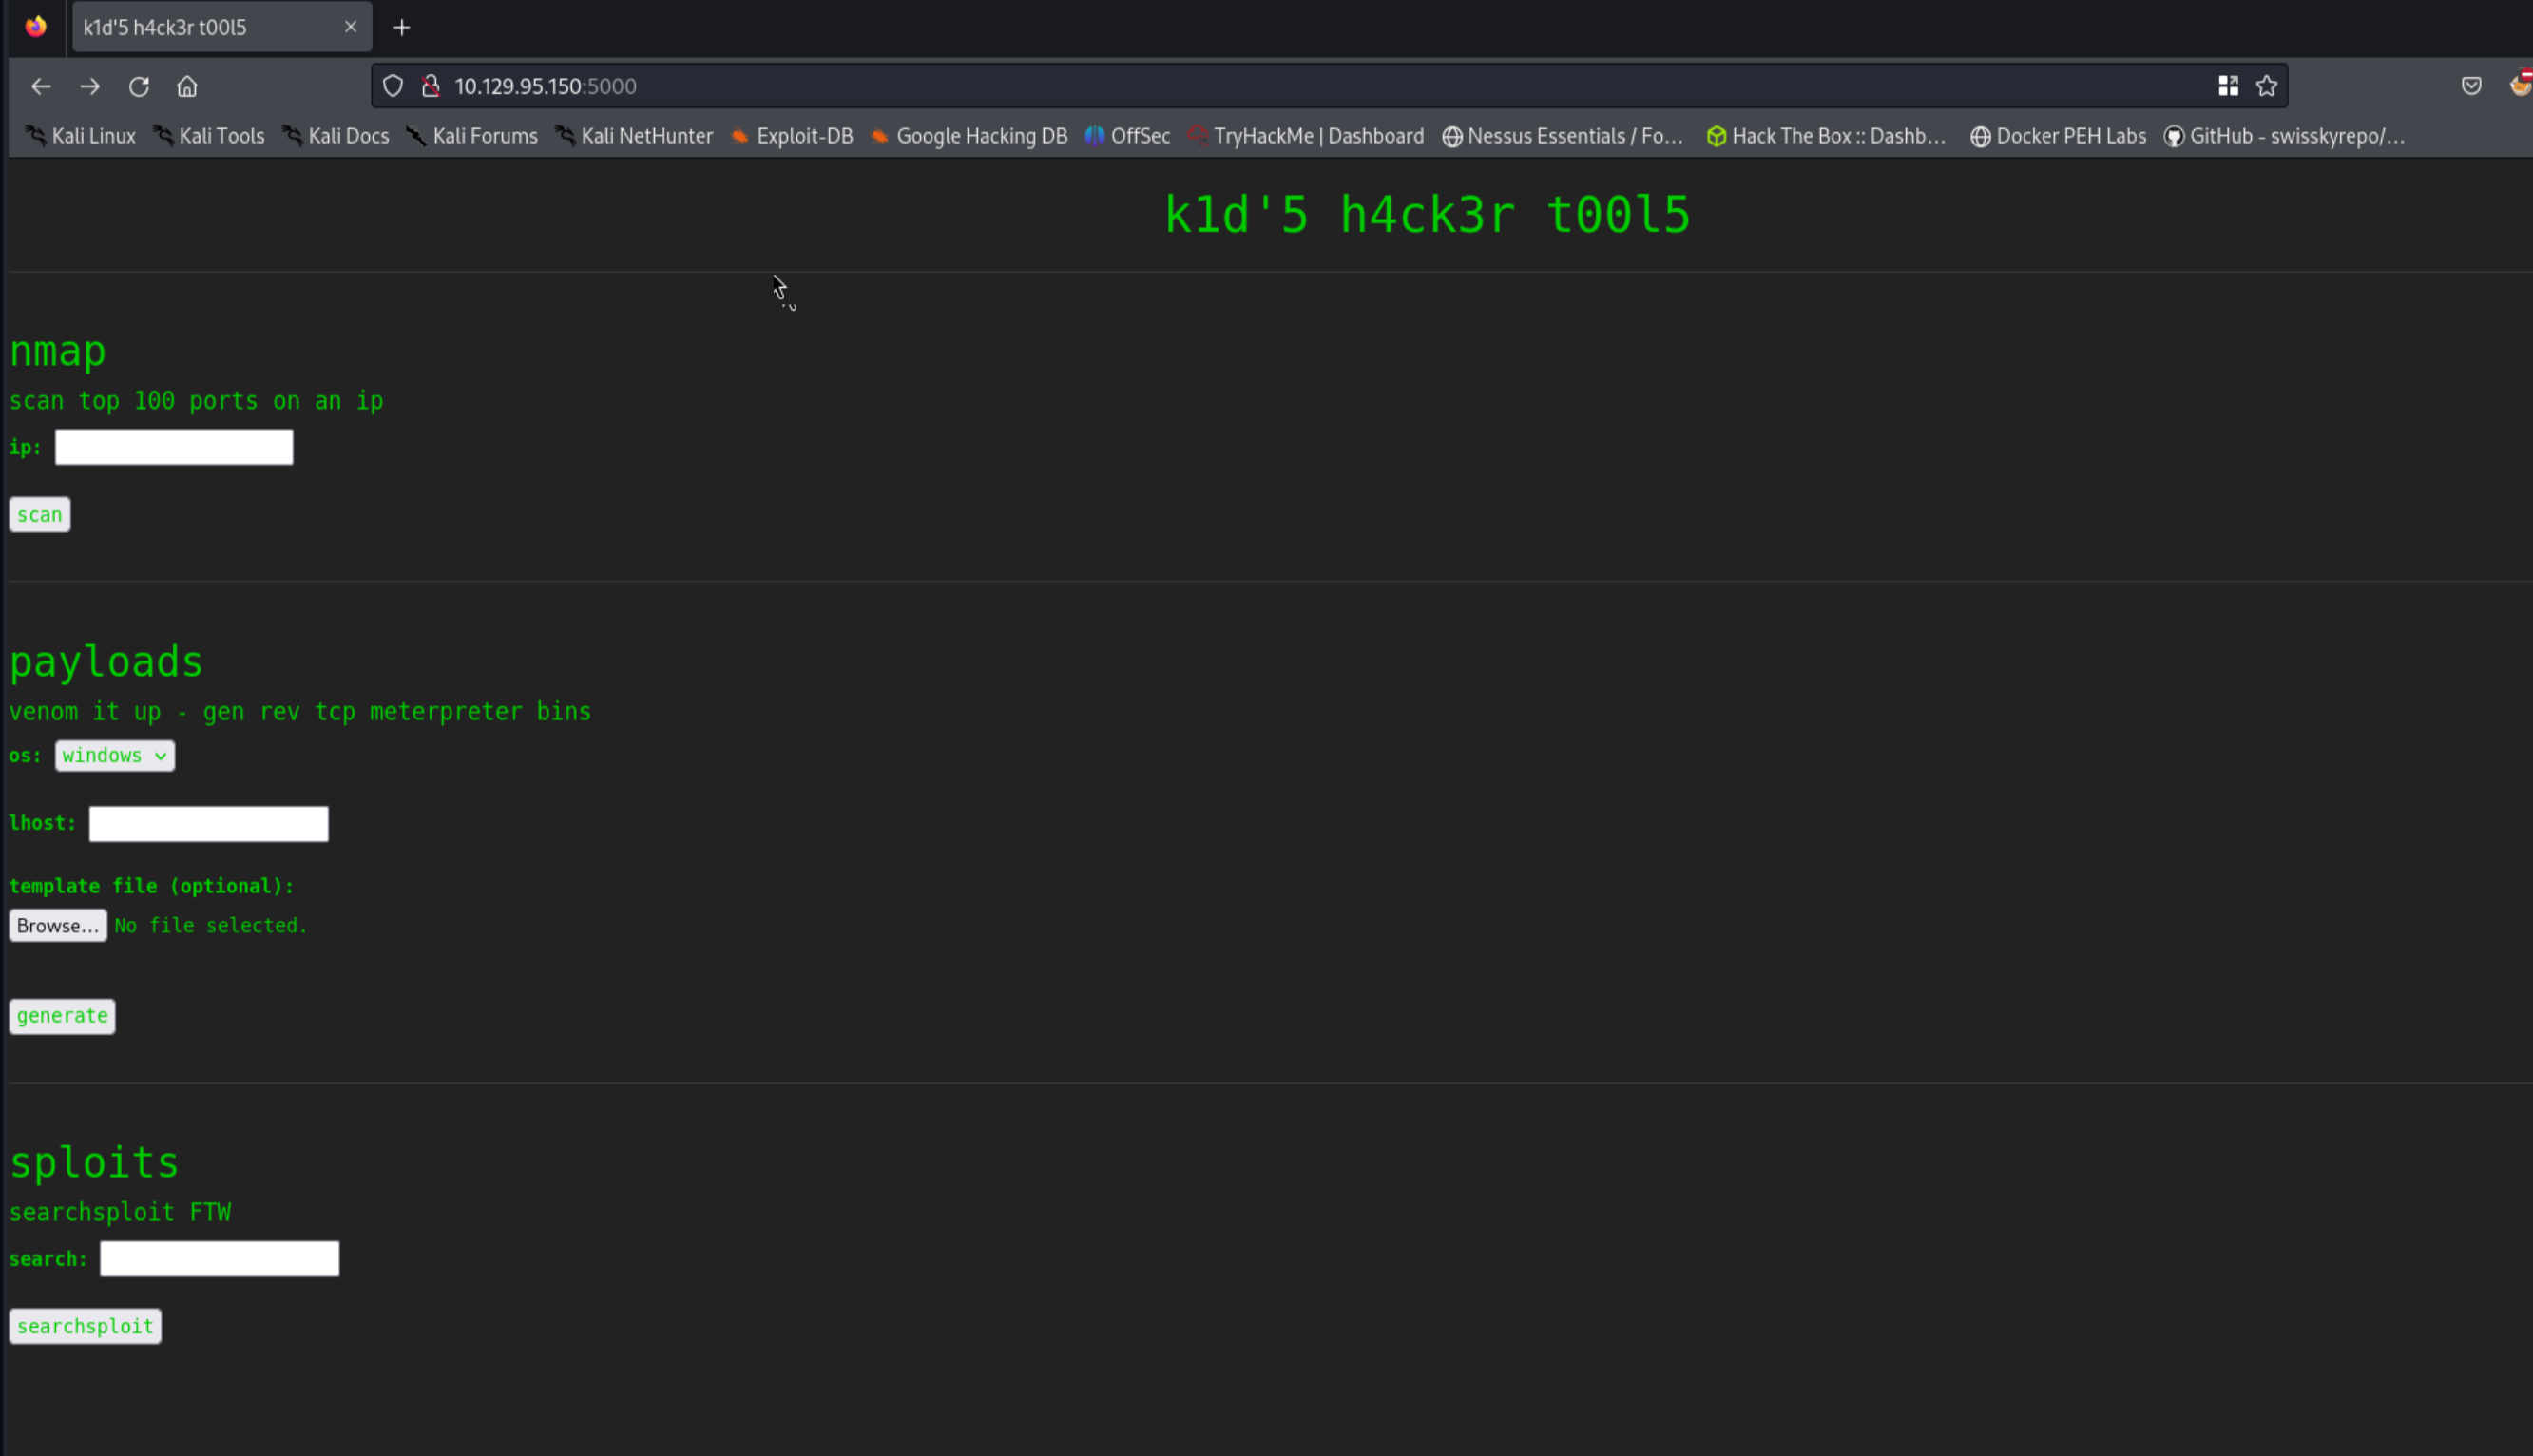 k1d'5 h4ck3r t00l5
10.129.95.150:5000
Kali Linux Kali Tools Kali Docs Kali Forums Kali NetHunter Exploit-DB Google Hacking DB OffSec TryHackMe | Dashboard Nessus Essentials / Fo... Hack The Box :: Dashb... Docker PEH Labs GitHub - swisskyrepo/...
k1d'5 h4ck3r t00l5
nmap
scan top 100 ports on an ip
ip:
scan
payloads
venom it up - gen rev tcp meterpreter bins
os: windows
lhost:
template file (optional):
Browse... No file selected.
generate
sploits
searchsploit FTW
search:
searchsploit